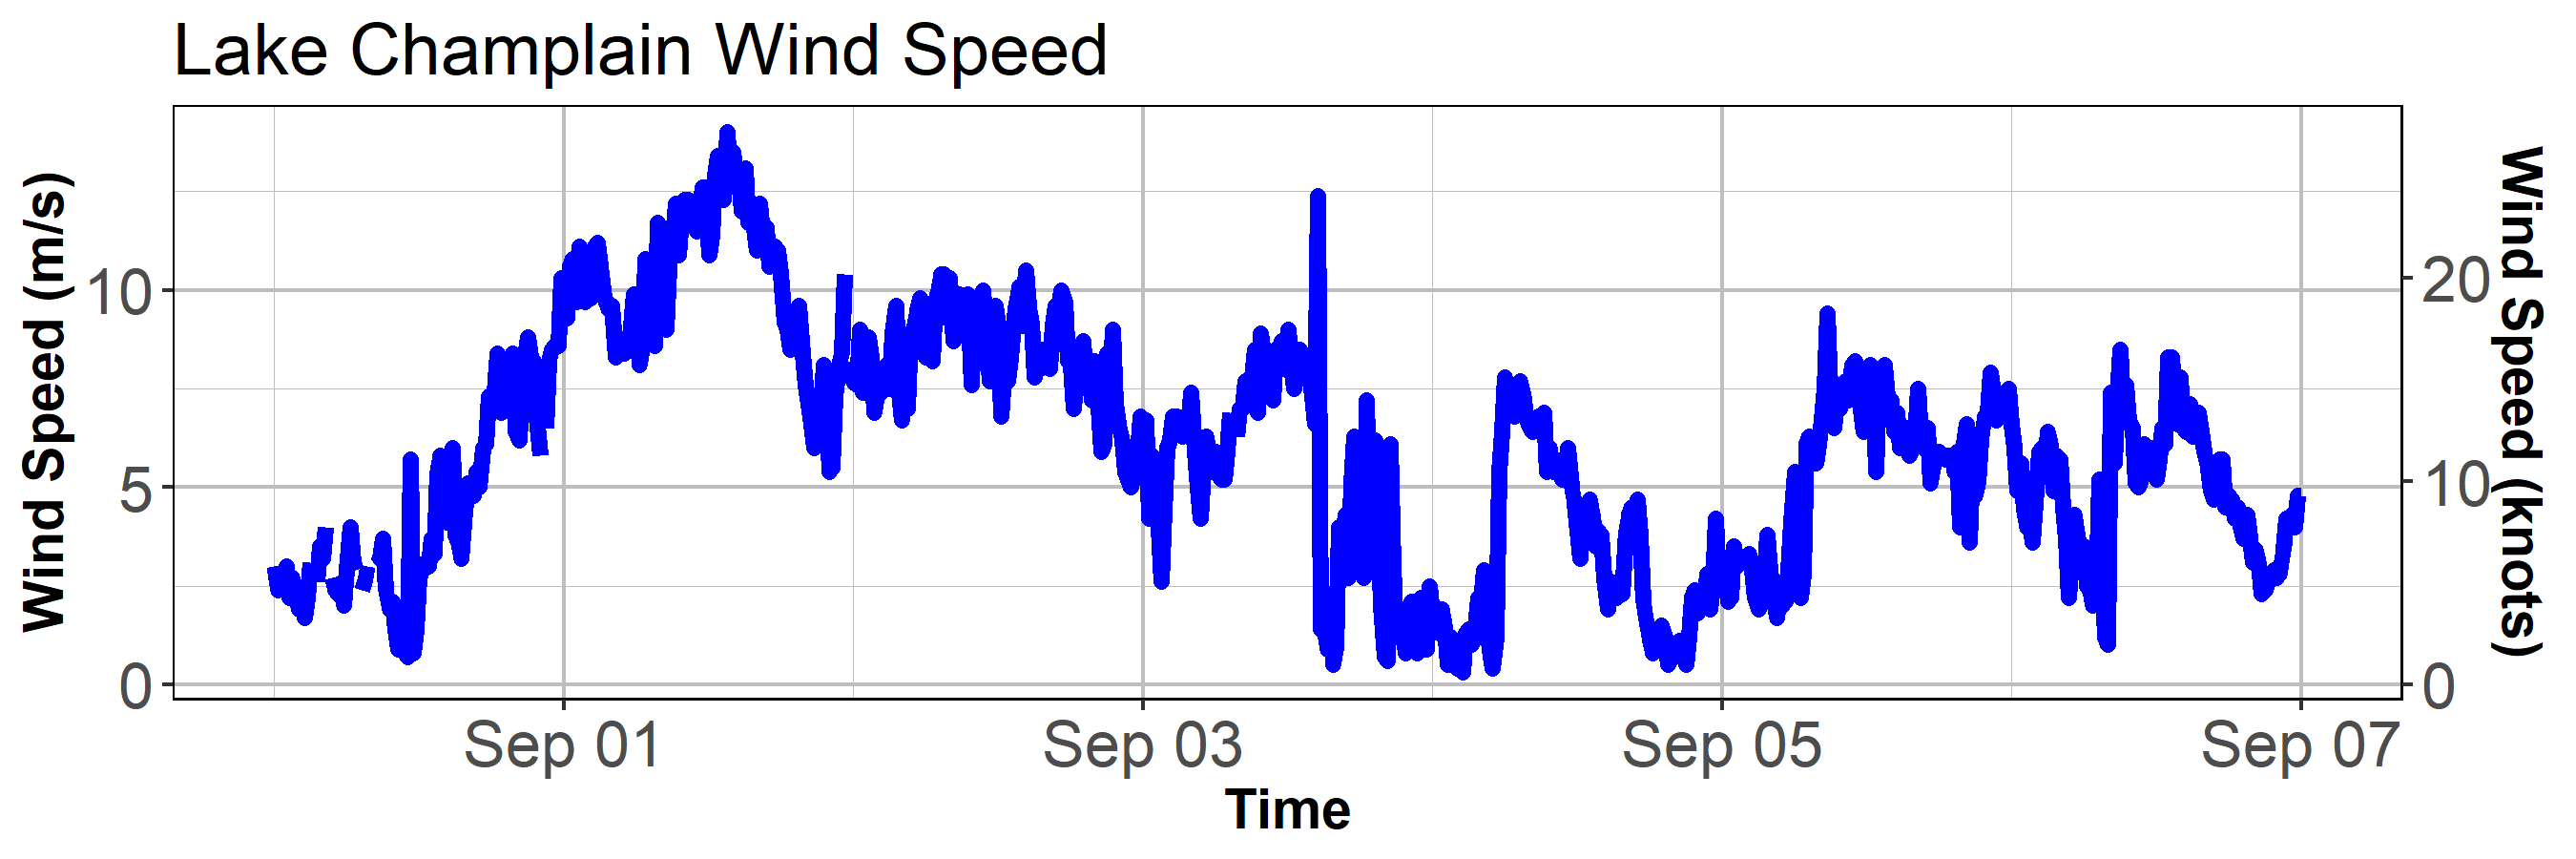 Lake Champlain Wind Speed
Wind Speed (m/s)
10
5
0
20
10
0
Wind Speed (knots)
Sep 01
Sep 03
Sep 05
Sep 07
Time